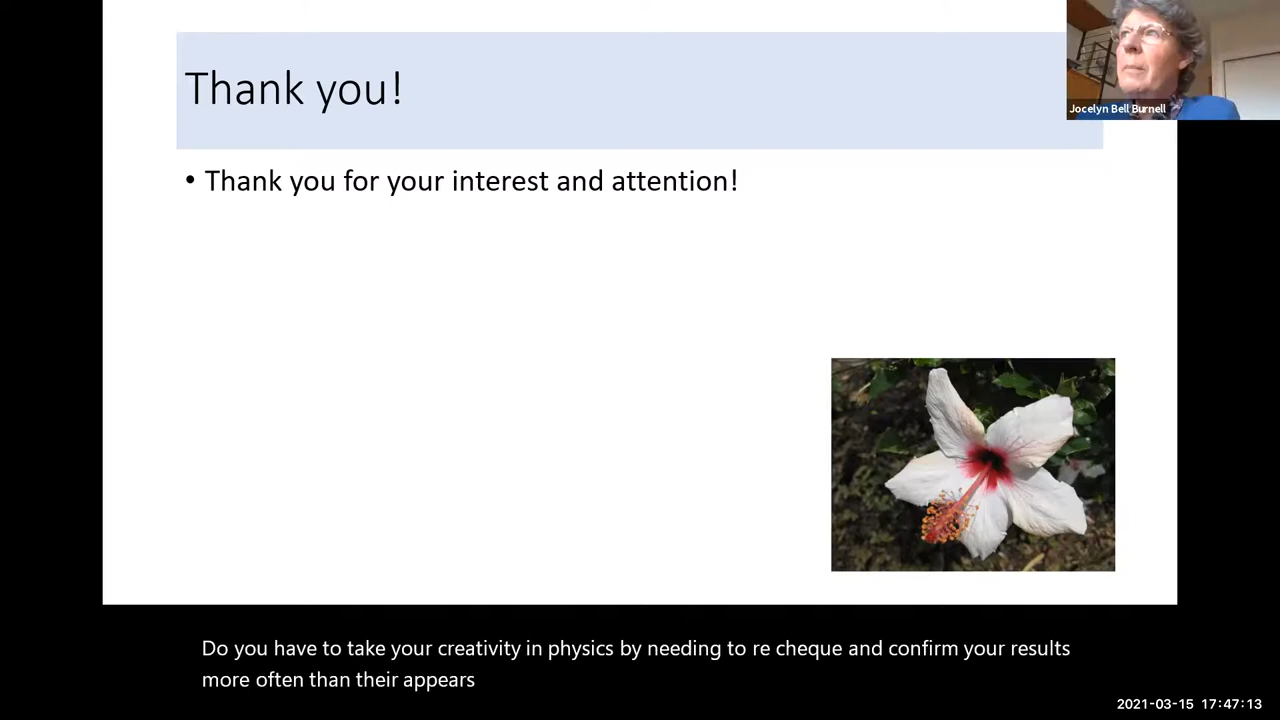 Thank you!
Jocelyn Bell Burnell
• Thank you for your interest and attention!
Do you have to take your creativity in physics by needing to re cheque and confirm your results
more often than their appears
2021-03-15 17:47:13